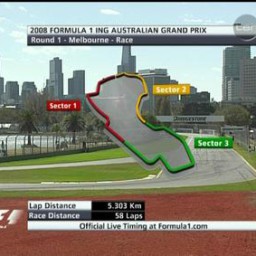 2008 FORMULA 1 ING AUSTRALIAN GRAND PRIX
Round 1 - Melbourne - Race
Sector 1
Sector 2
Sector 3
BRIDGESTONE
Lap Distance 5.303 Km
Race Distance 58 Laps
Official Live Timing at Formula1.com